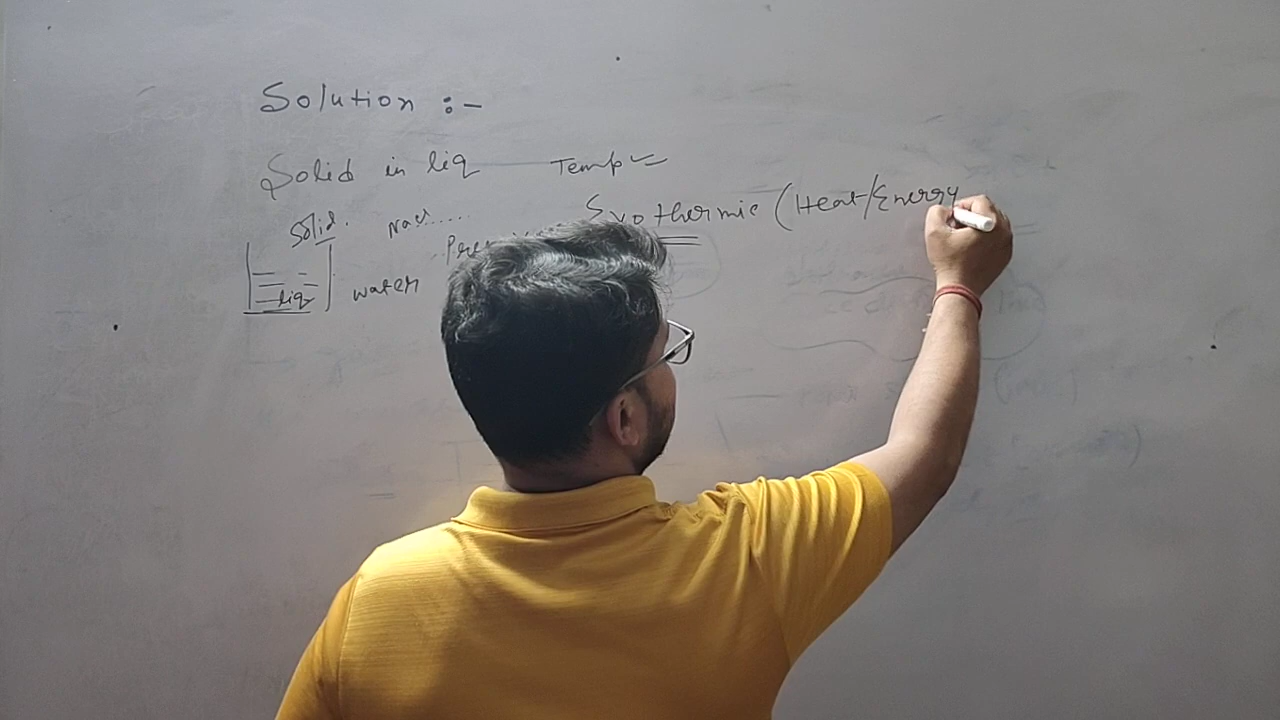 Solution :-
Solid in liq Temp
Exothermic (Heat/Energy
Solid. Nacl.....
liq water